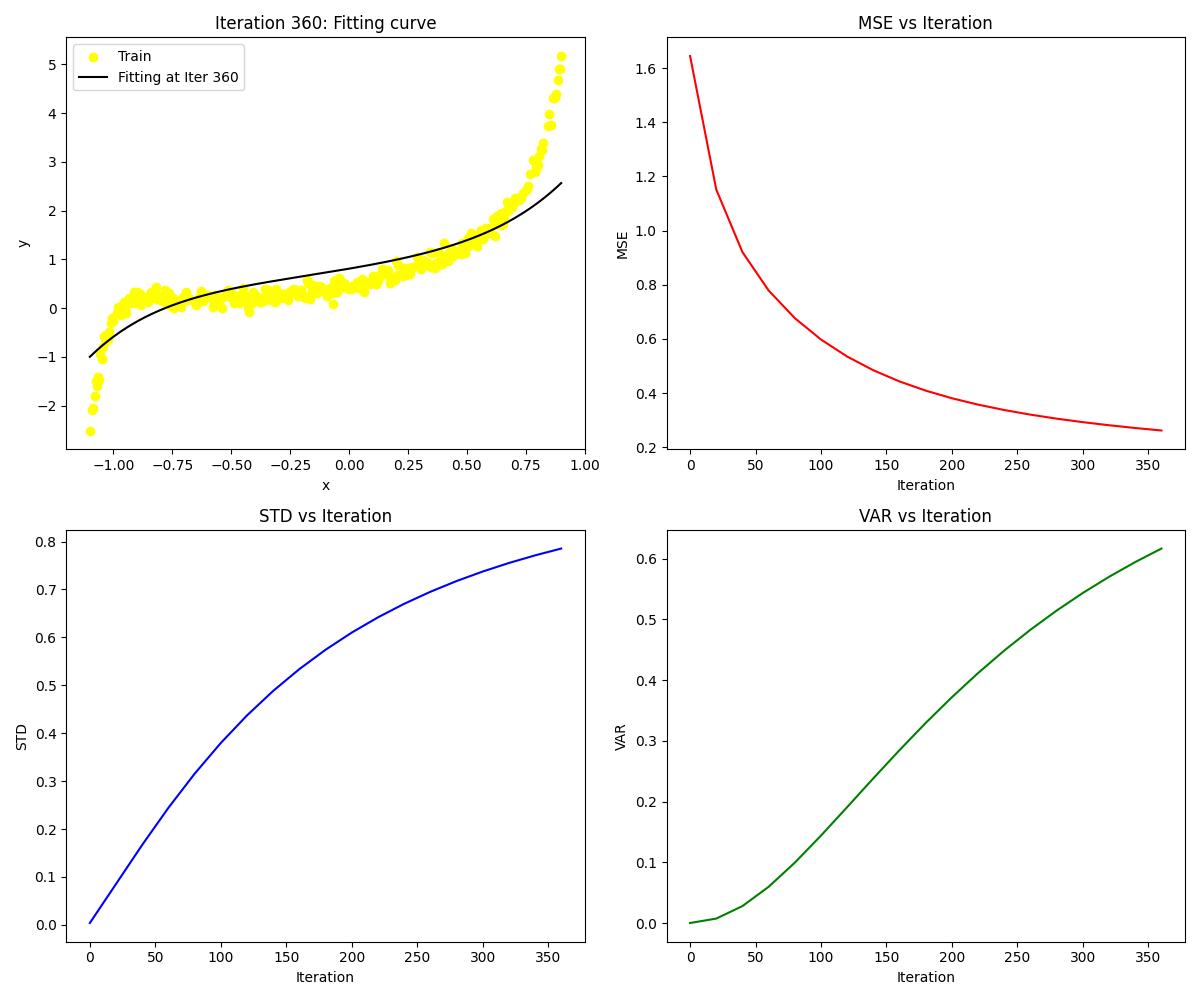 Iteration 360: Fitting curve
Train
Fitting at Iter 360
y
5
4
3
2
1
0
−1
−2
−1.00 −0.75 −0.50 −0.25 0.00 0.25 0.50 0.75 1.00
x
MSE vs Iteration
MSE
1.6
1.4
1.2
1.0
0.8
0.6
0.4
0.2
0 50 100 150 200 250 300 350
Iteration
STD vs Iteration
STD
0.8
0.7
0.6
0.5
0.4
0.3
0.2
0.1
0.0
0 50 100 150 200 250 300 350
Iteration
VAR vs Iteration
VAR
0.6
0.5
0.4
0.3
0.2
0.1
0.0
0 50 100 150 200 250 300 350
Iteration